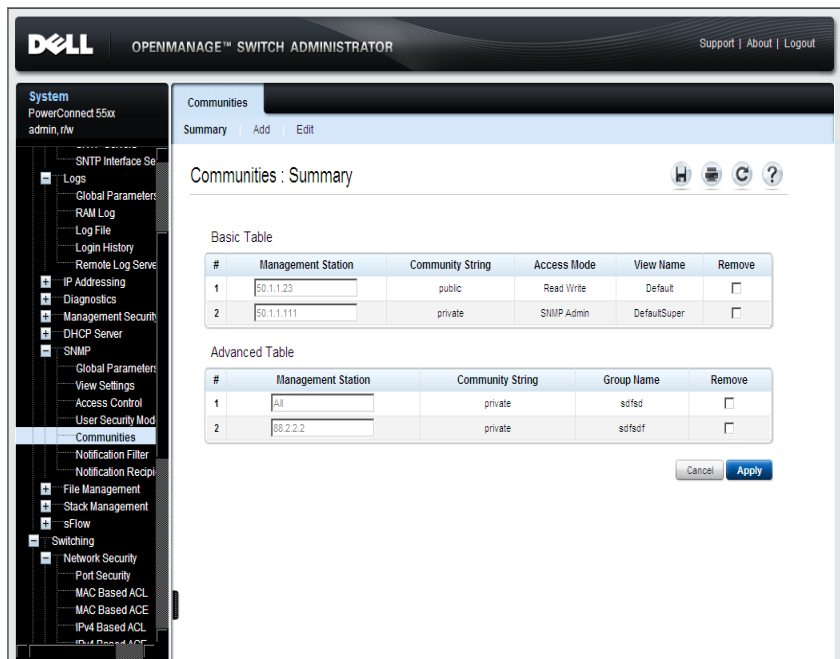 DELL OPENMANAGE™ SWITCH ADMINISTRATOR Support | About | Logout
System
PowerConnect 55xx
admin, r/w
SNTP Interface Se
Logs
Global Parameters
RAM Log
Log File
Login History
Remote Log Serve
IP Addressing
Diagnostics
Management Security
DHCP Server
SNMP
Global Parameters
View Settings
Access Control
User Security Mod
Communities
Notification Filter
Notification Recipi
File Management
Stack Management
sFlow
Switching
Network Security
Port Security
MAC Based ACL
MAC Based ACE
IPv4 Based ACL
IPv4 Based ACE
Communities
Summary Add Edit
Communities : Summary
Basic Table
# Management Station Community String Access Mode View Name Remove
1 50.1.1.23 public Read Write Default
2 50.1.1.111 private SNMP Admin DefaultSuper
Advanced Table
# Management Station Community String Group Name Remove
1 All private sdfsd
2 88.2.2.2 private sdfsdf
Cancel Apply